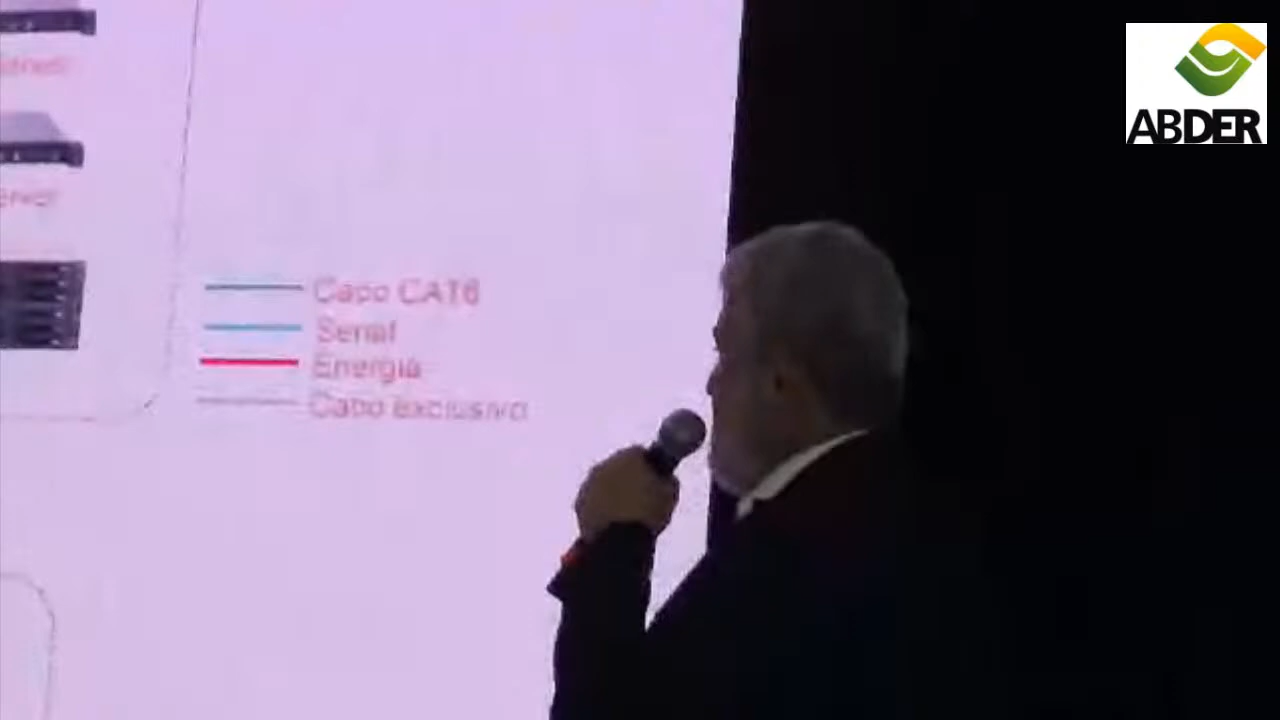 ABDER
Cabo CAT6
Serial
Energia
Cabo exclusivo